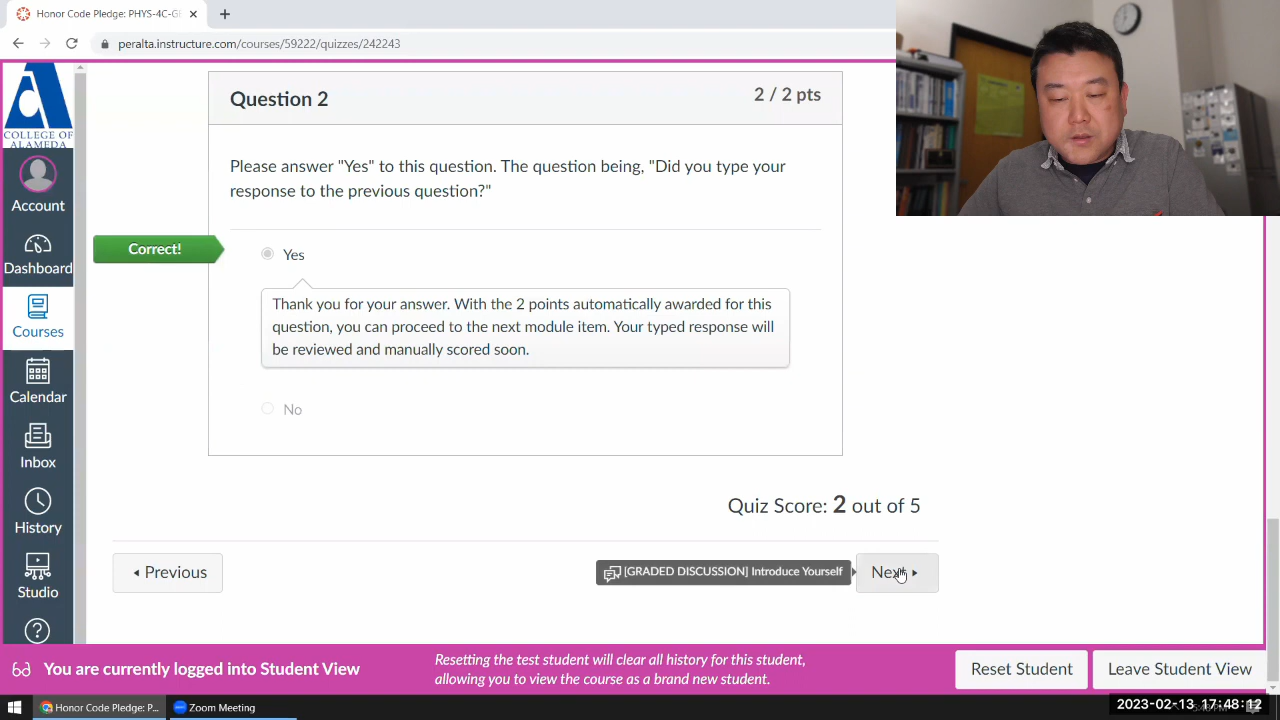 Honor Code Pledge: PHYS-4C-GE
peralta.instructure.com/courses/59222/quizzes/242243
COLLEGE OF
ALAMEDA
Account
Dashboard
Courses
Calendar
Inbox
History
Studio
Question 2
2 / 2 pts
Please answer "Yes" to this question. The question being, "Did you type your
response to the previous question?"
Correct!
Yes
Thank you for your answer. With the 2 points automatically awarded for this
question, you can proceed to the next module item. Your typed response will
be reviewed and manually scored soon.
No
Quiz Score: 2 out of 5
Previous
[GRADED DISCUSSION] Introduce Yourself
Next
You are currently logged into Student View
Resetting the test student will clear all history for this student,
allowing you to view the course as a brand new student.
Reset Student
Leave Student View
Honor Code Pledge: P...
Zoom Meeting
2023-02-13 17:48:12